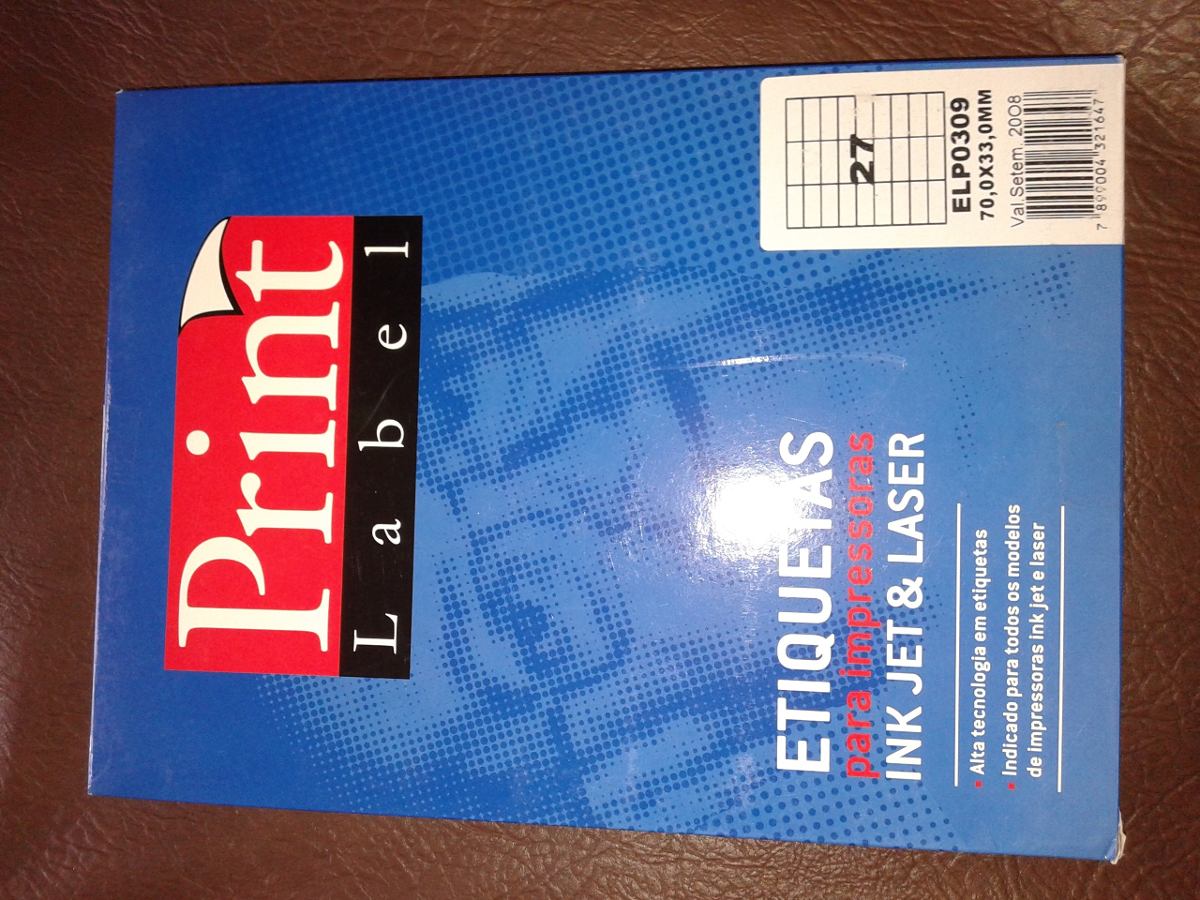 Print
Label
27
ELP0309
70,0X33,0MM
Val. Setem. 2008
7 899004 321647
ETIQUETAS
para impressoras
INK JET & LASER
• Alta tecnologia em etiquetas
• Indicado para todos os modelos
de impressoras ink jet e laser